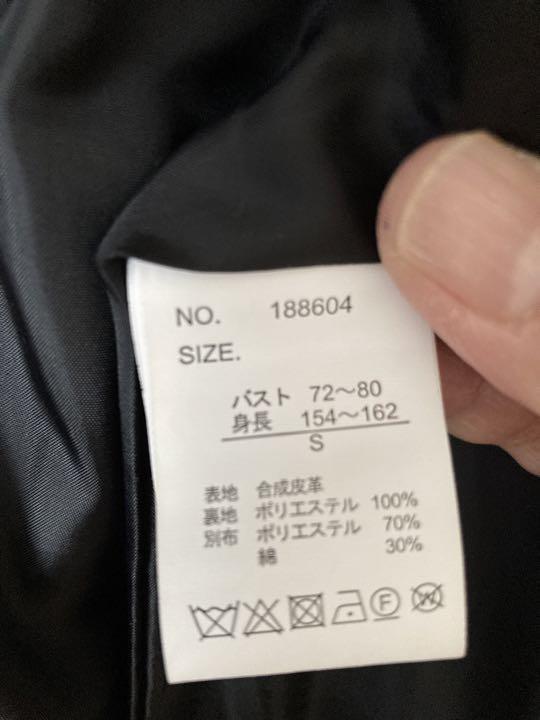 NO. 188604
SIZE.
バスト 72～80
身長 154～162
S
表地 合成皮革
裏地 ポリエステル 100%
別布 ポリエステル 70%
綿 30%
F W